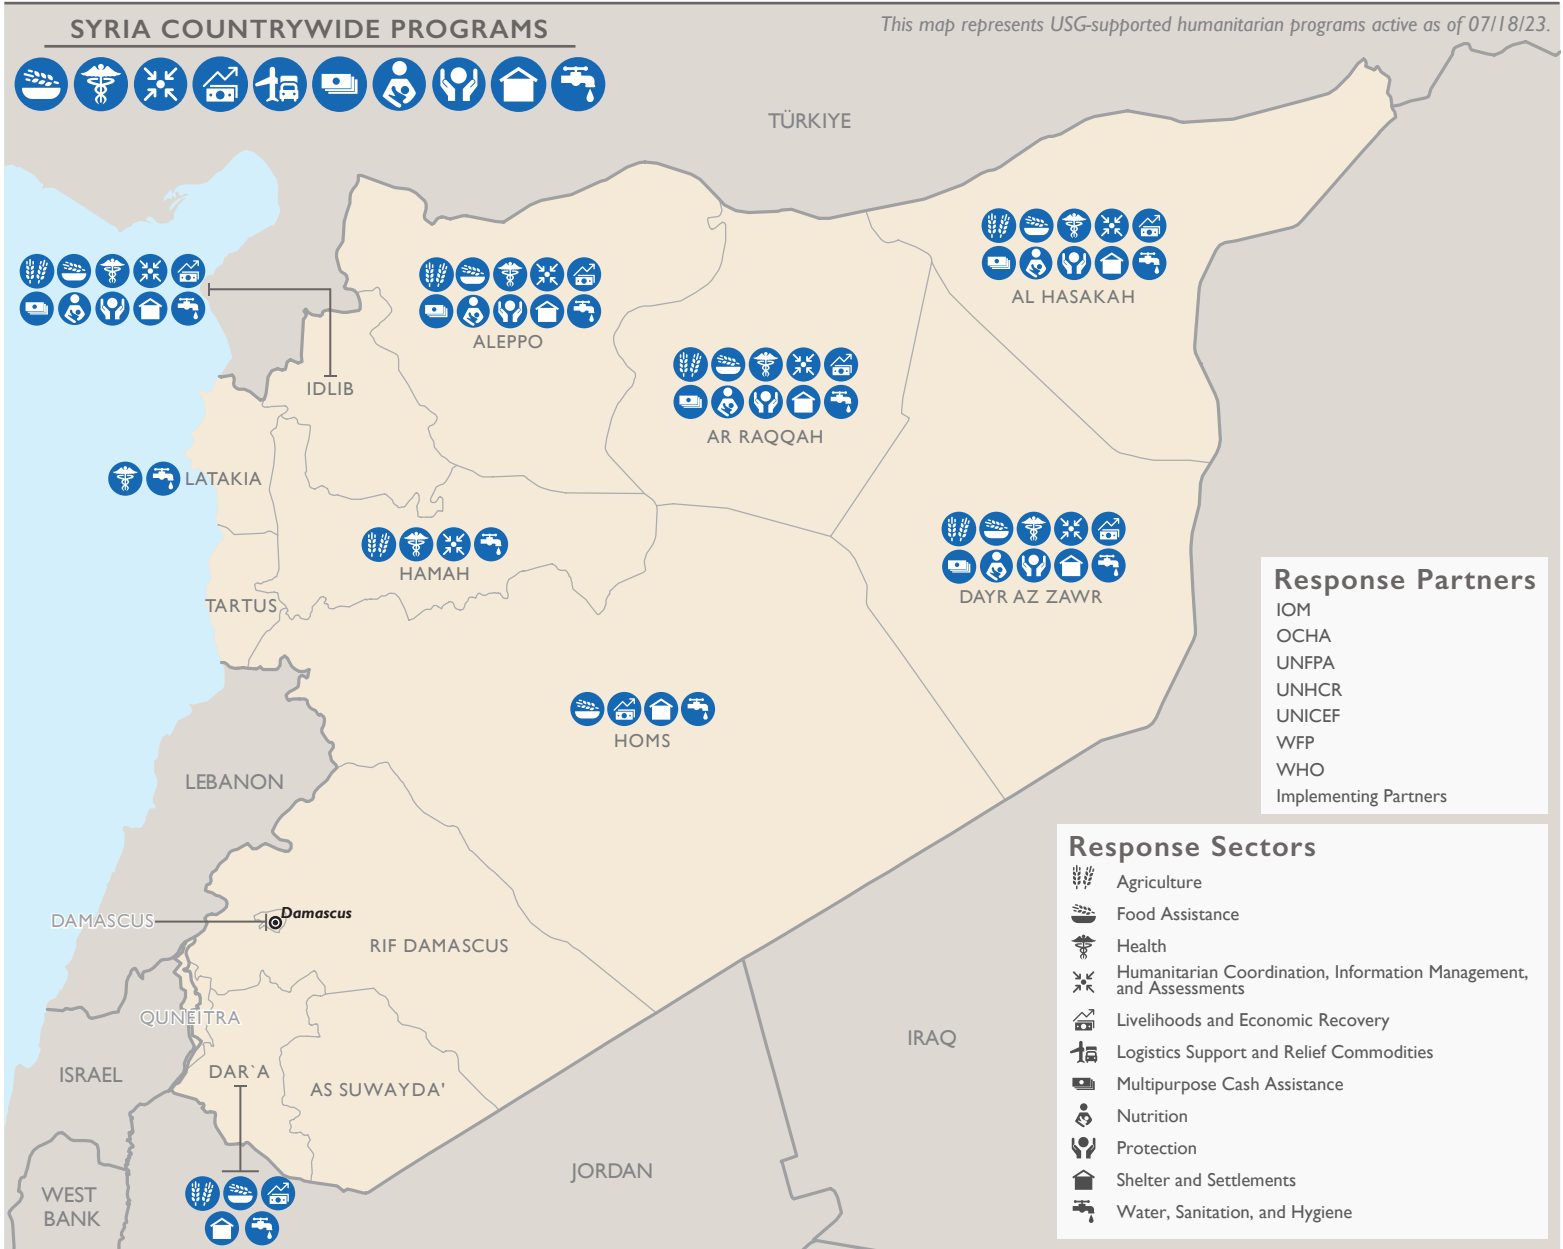 SYRIA COUNTRYWIDE PROGRAMS
This map represents USG-supported humanitarian programs active as of 07/18/23.
TÜRKIYE
AL HASAKAH
ALEPPO
IDLIB
AR RAQQAH
LATAKIA
HAMAH
DAYR AZ ZAWR
TARTUS
HOMS
LEBANON
DAMASCUS
Damascus
RIF DAMASCUS
QUNEITRA
ISRAEL
DAR`A
AS SUWAYDA'
IRAQ
JORDAN
WEST
BANK
Response Partners
IOM
OCHA
UNFPA
UNHCR
UNICEF
WFP
WHO
Implementing Partners
Response Sectors
Agriculture
Food Assistance
Health
Humanitarian Coordination, Information Management,
and Assessments
Livelihoods and Economic Recovery
Logistics Support and Relief Commodities
Multipurpose Cash Assistance
Nutrition
Protection
Shelter and Settlements
Water, Sanitation, and Hygiene